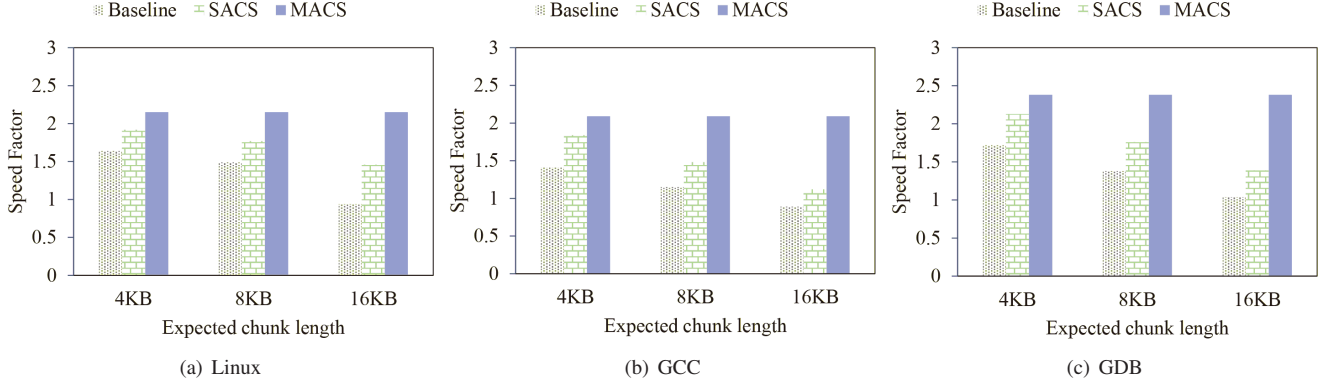 Baseline SACS MACS
3
2.5
2
1.5
1
0.5
0
Speed Factor
4KB 8KB 16KB
Expected chunk length
(a) Linux
Baseline SACS MACS
3
2.5
2
1.5
1
0.5
0
Speed Factor
4KB 8KB 16KB
Expected chunk length
(b) GCC
Baseline SACS MACS
3
2.5
2
1.5
1
0.5
0
Speed Factor
4KB 8KB 16KB
Expected chunk length
(c) GDB